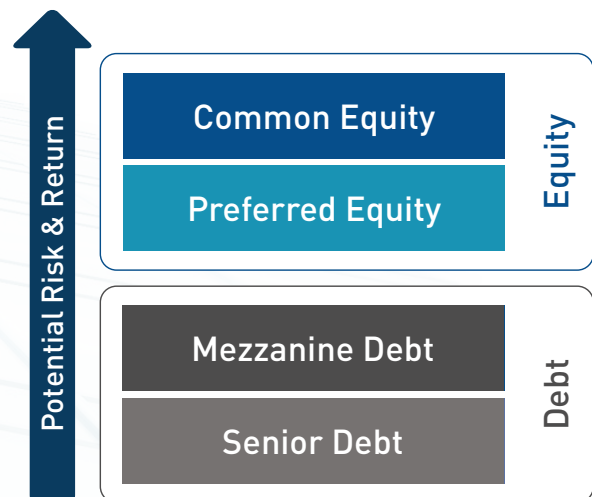 Potential Risk & Return
Common Equity
Preferred Equity
Equity
Mezzanine Debt
Senior Debt
Debt